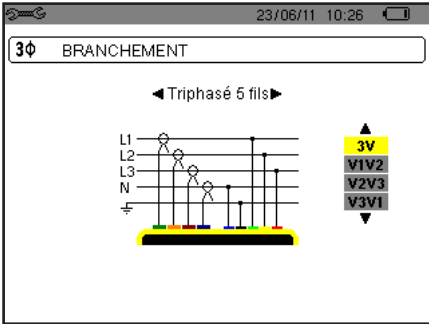 23/06/11 10:26
3ϕ BRANCHEMENT
◄Triphasé 5 fils►
L1
L2
L3
N
3V
V1V2
V2V3
V3V1